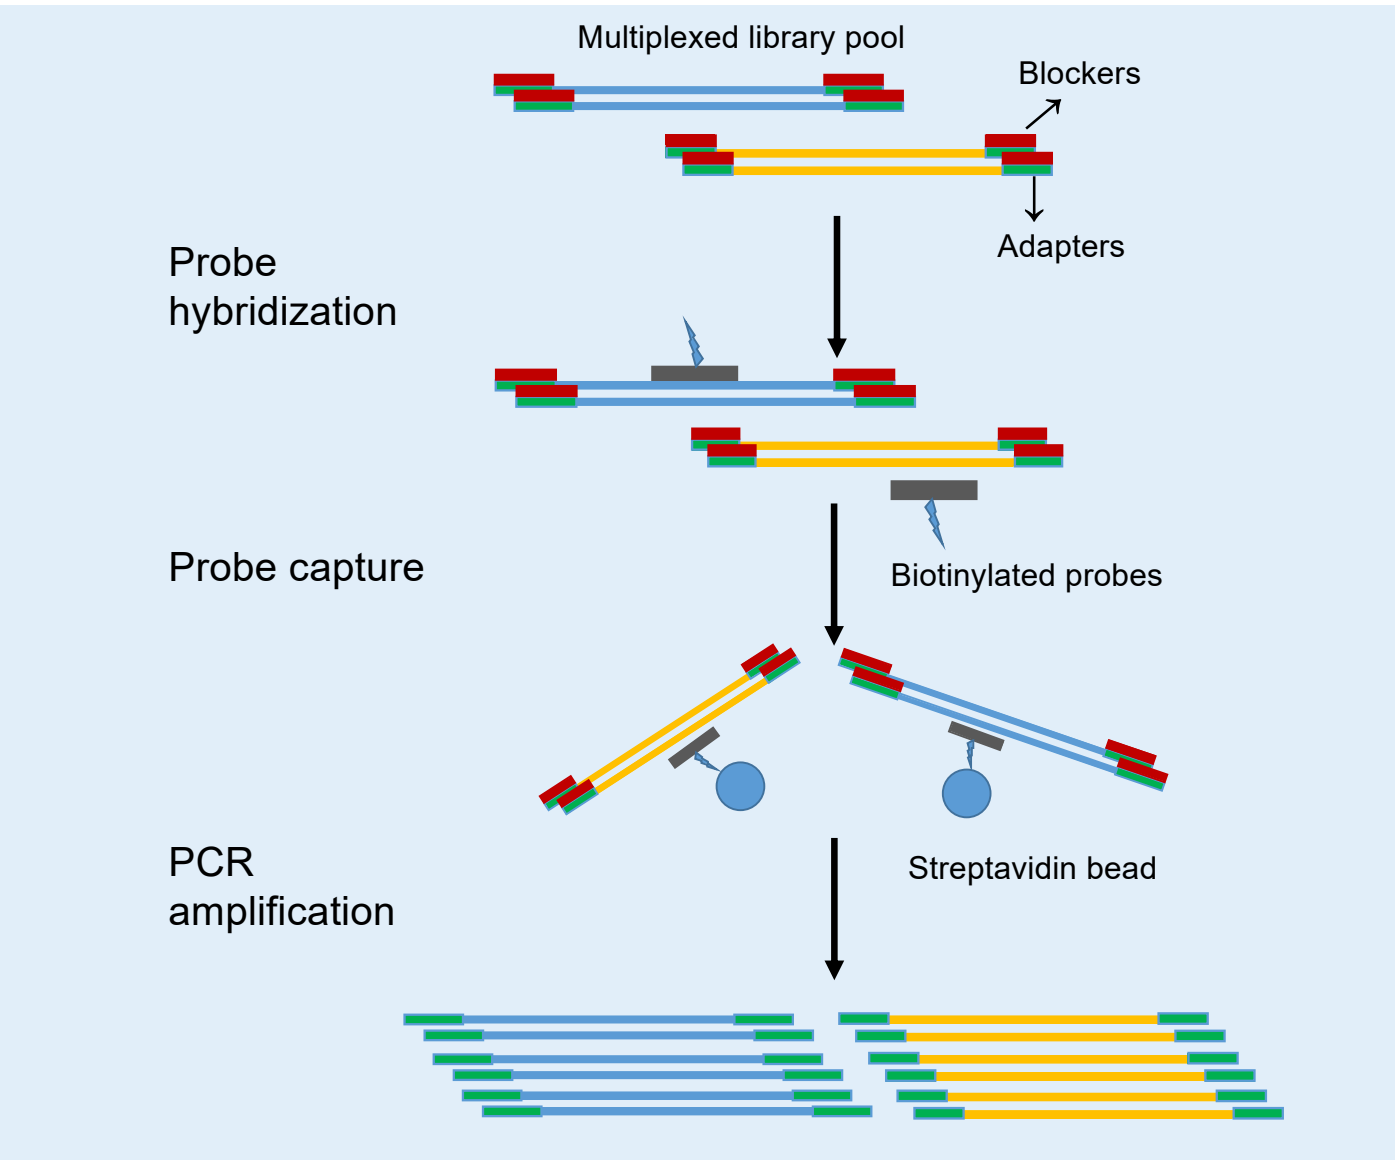 Multiplexed library pool
Blockers
Adapters
Probe
hybridization
Probe capture
Biotinylated probes
PCR
amplification
Streptavidin bead